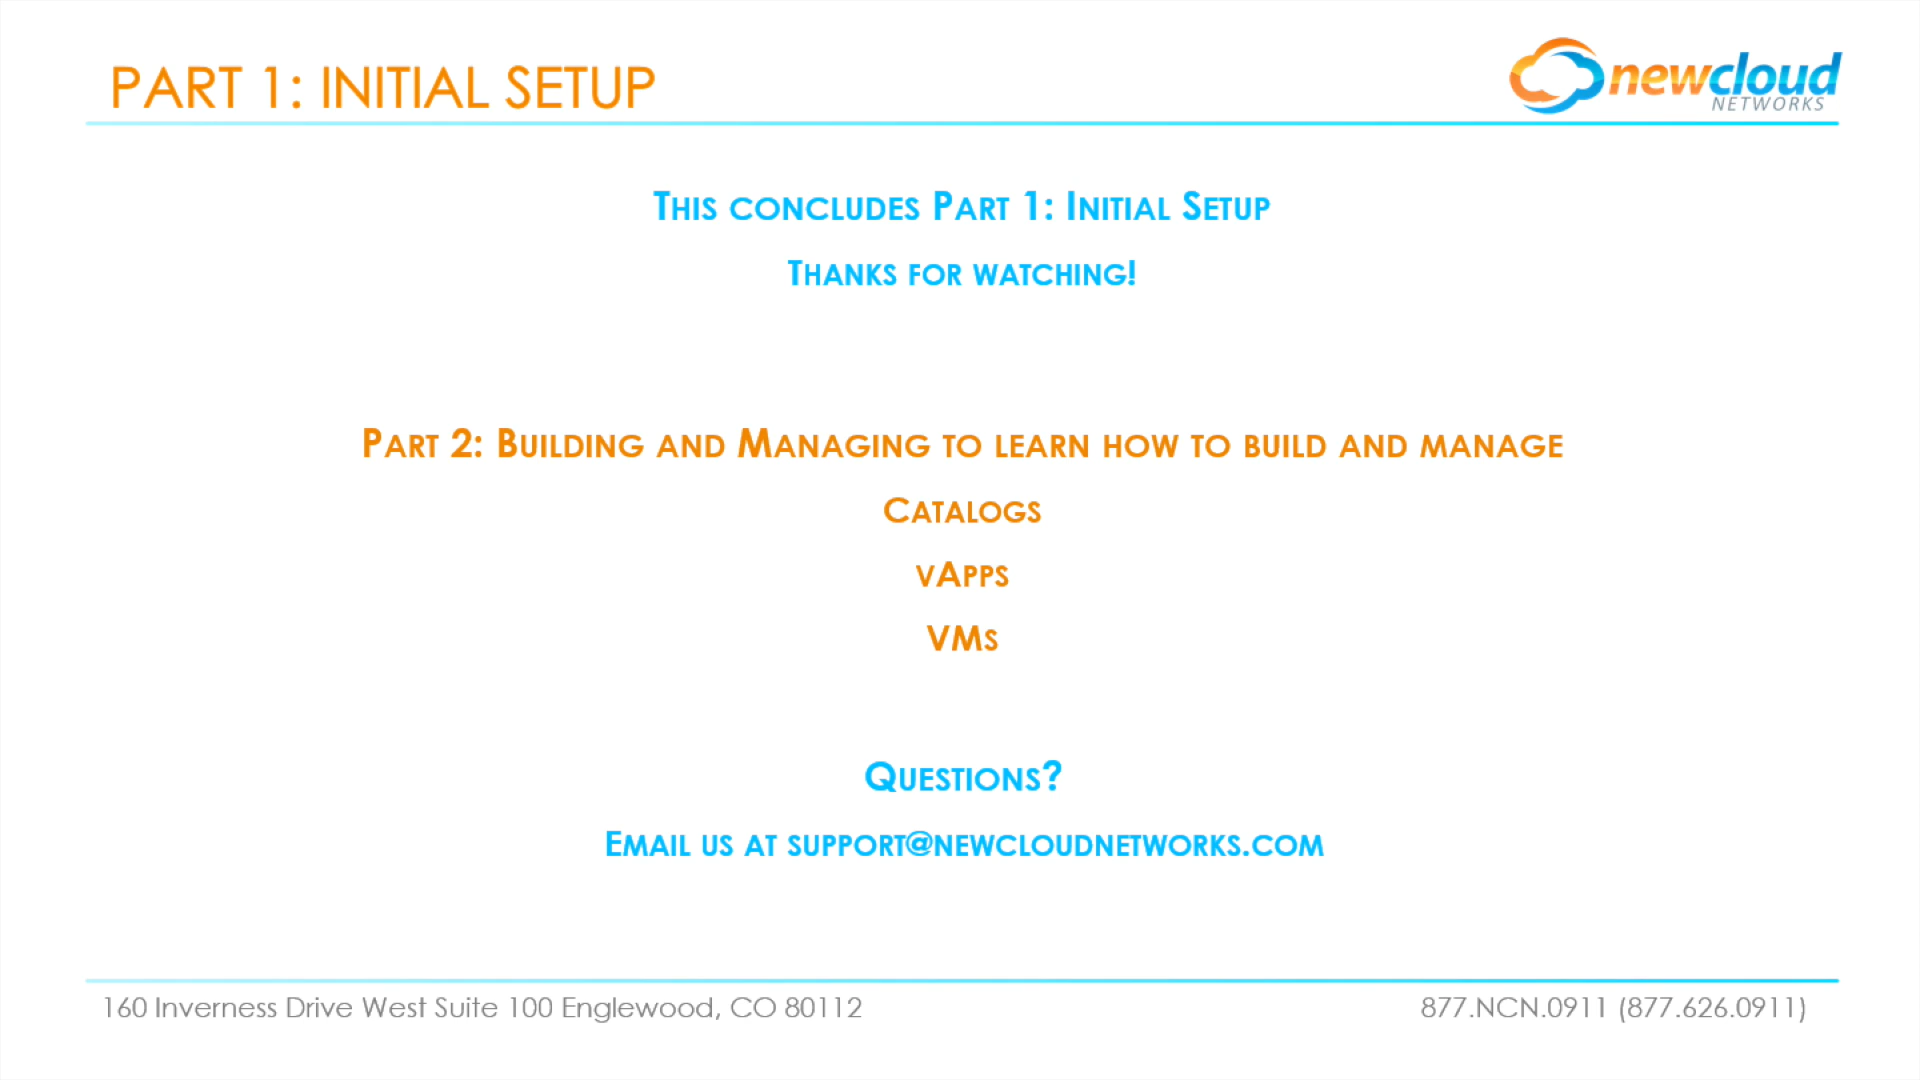 PART 1: INITIAL SETUP
newcloud
NETWORKS
THIS CONCLUDES PART 1: INITIAL SETUP
THANKS FOR WATCHING!
PART 2: BUILDING AND MANAGING TO LEARN HOW TO BUILD AND MANAGE
CATALOGS
VAPPS
VMS
QUESTIONS?
EMAIL US AT SUPPORT@NEWCLOUDNETWORKS.COM
160 Inverness Drive West Suite 100 Englewood, CO 80112
877.NCN.0911 (877.626.0911)